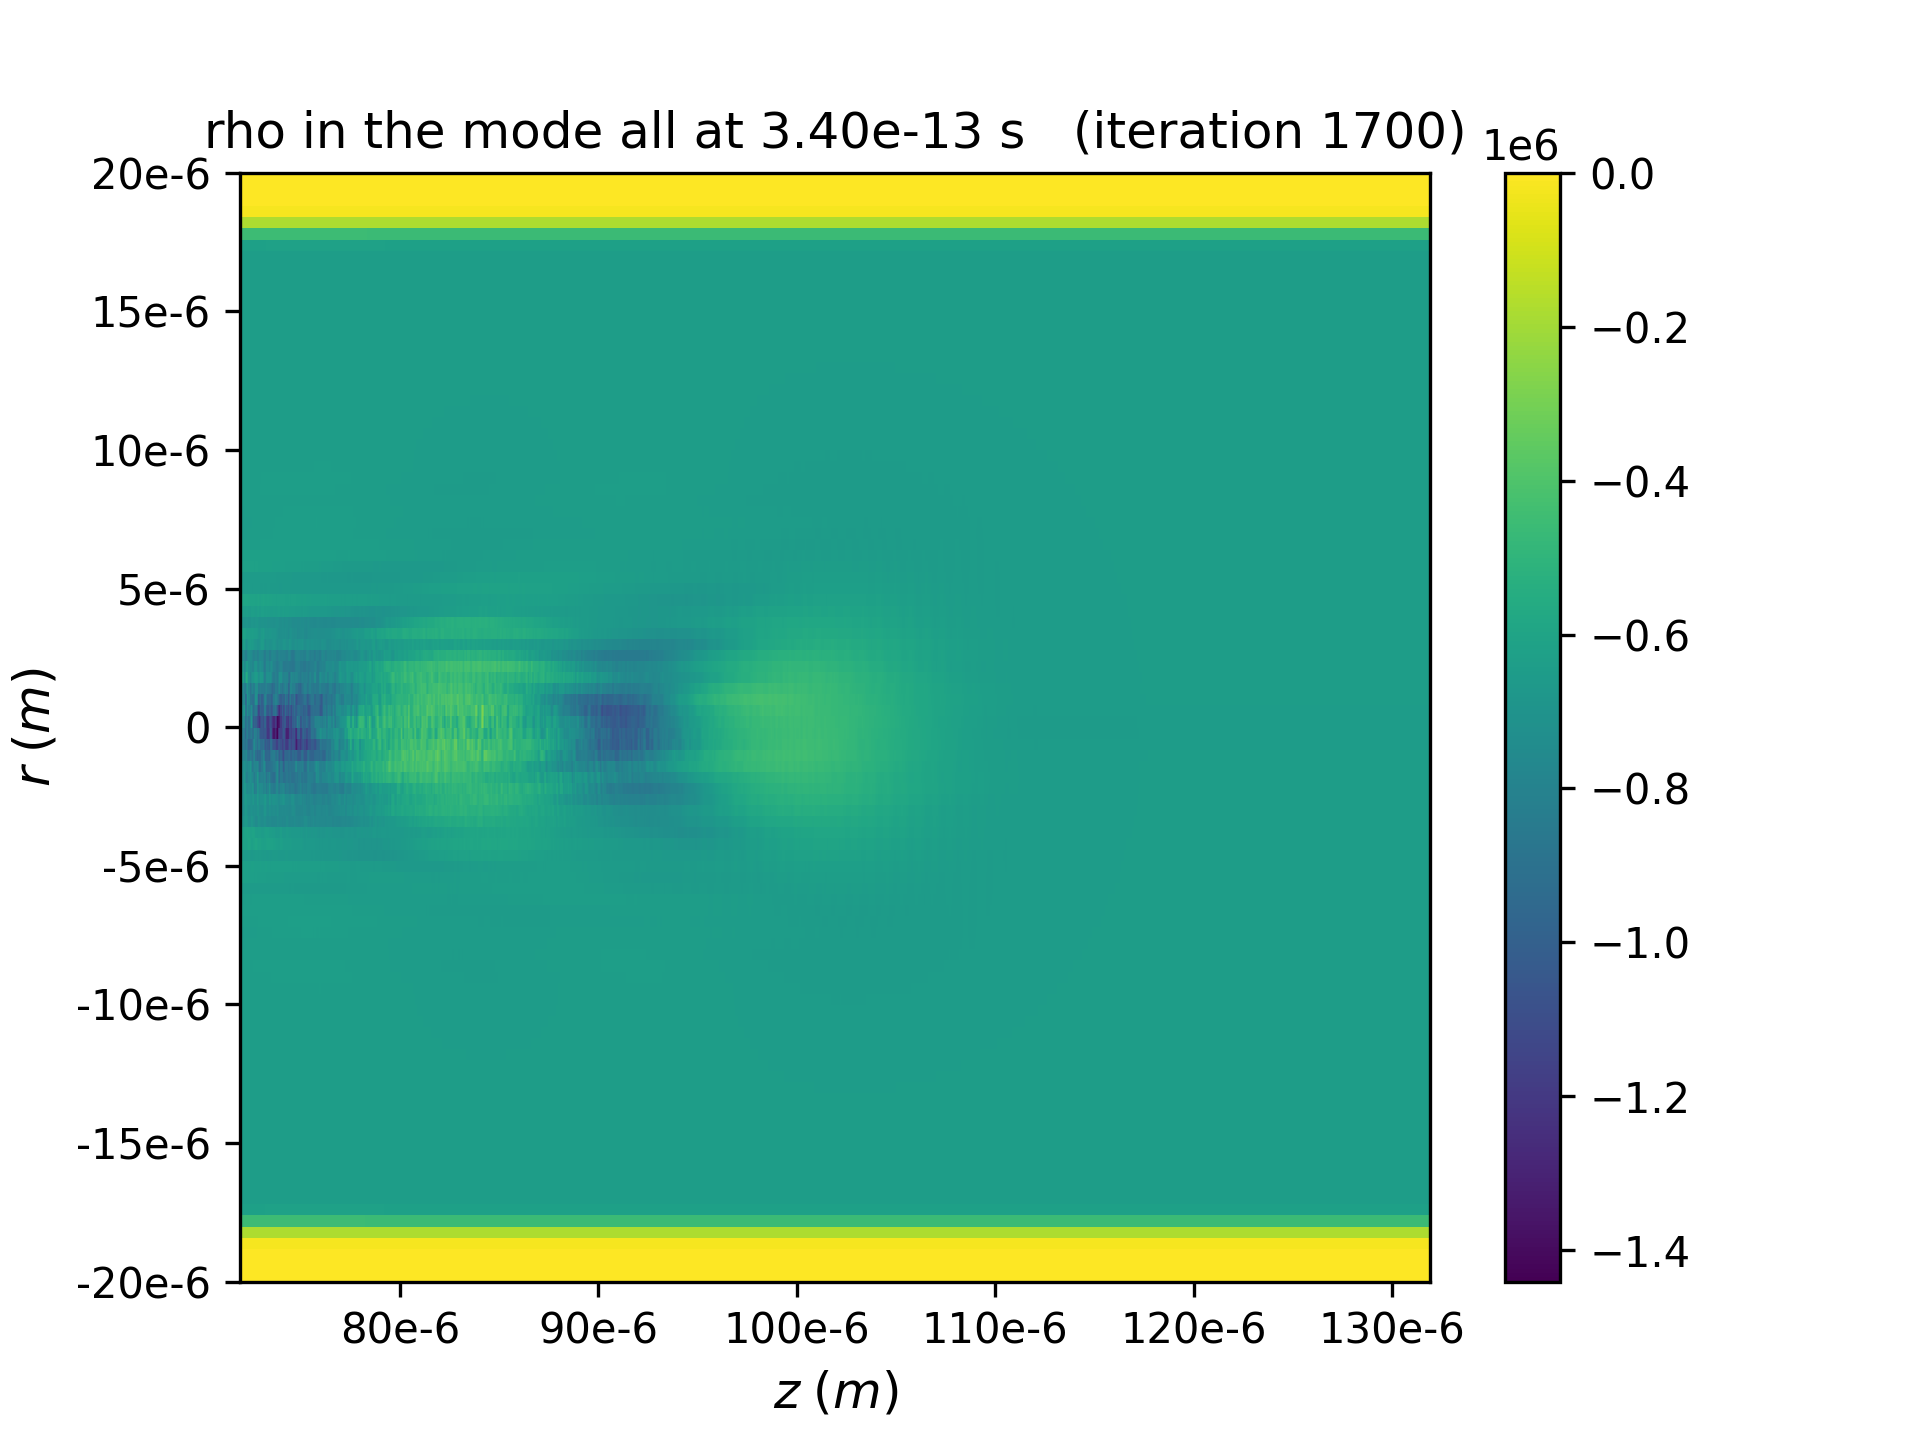 rho in the mode all at 3.40e-13 s (iteration 1700)
1e6
20e-6
15e-6
10e-6
5e-6
0
-5e-6
-10e-6
-15e-6
-20e-6
r (m)
80e-6 90e-6 100e-6 110e-6 120e-6 130e-6
z (m)
0.0
−0.2
−0.4
−0.6
−0.8
−1.0
−1.2
−1.4